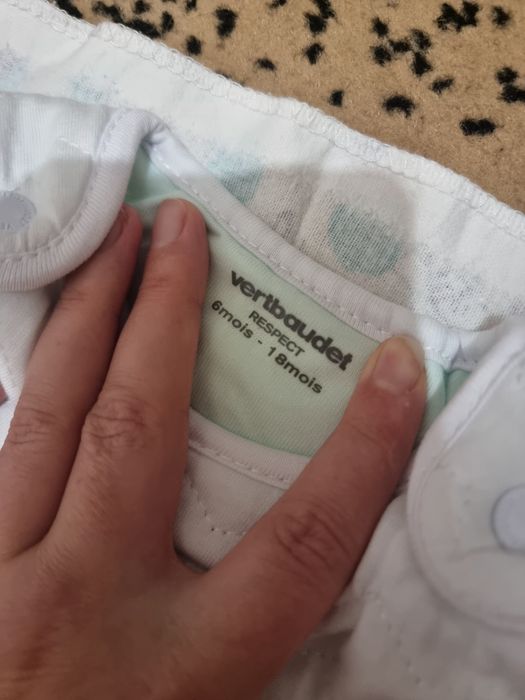 vertbaudet
RESPECT
6mois - 18mois